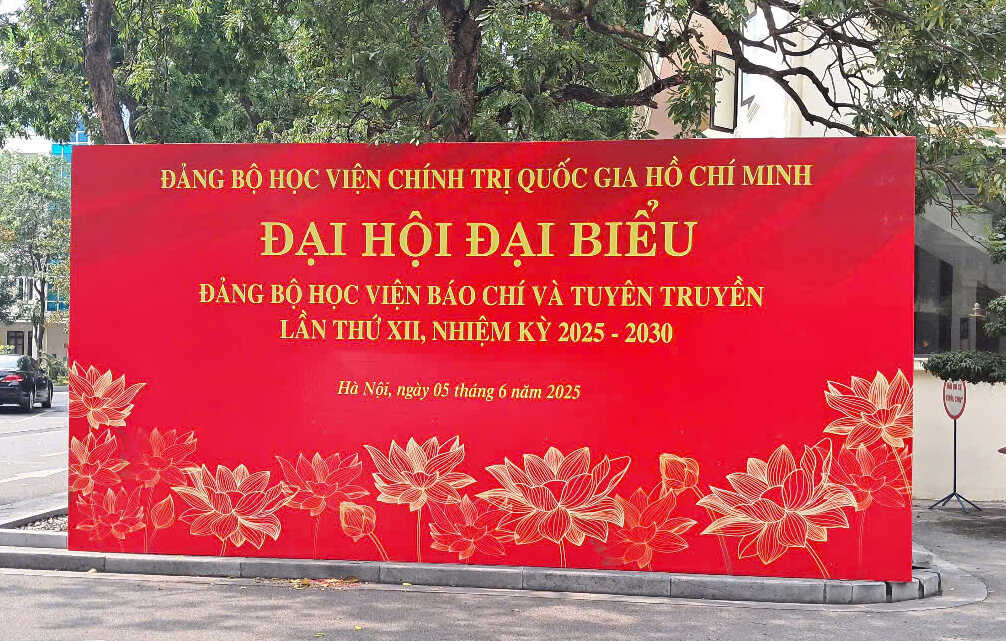 ĐẢNG BỘ HỌC VIỆN CHÍNH TRỊ QUỐC GIA HỒ CHÍ MINH
ĐẠI HỘI ĐẠI BIỂU
ĐẢNG BỘ HỌC VIỆN BÁO CHÍ VÀ TUYÊN TRUYỀN
LẦN THỨ XII, NHIỆM KỲ 2025 - 2030
Hà Nội, ngày 05 tháng 6 năm 2025